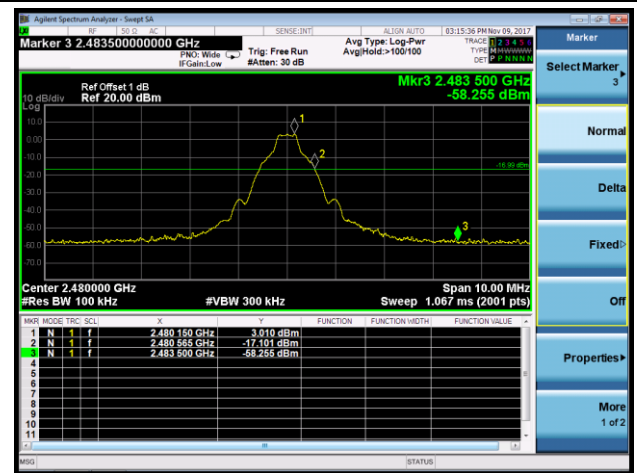 Agilent Spectrum Analyzer - Swept SA
RF 50 Ω AC SENSE:INT ALIGN AUTO 03:15:36 PM Nov 09, 2017
Marker 3 2.483500000000 GHz
PNO: Wide
IFGain:Low
Trig: Free Run
#Atten: 30 dB
Avg Type: Log-Pwr
Avg|Hold:>100/100
TRACE 1 2 3 4 5 6
TYPE M W W W W W
DET P P N N N N
Ref Offset 1 dB
Ref 20.00 dBm
10 dB/div
Log
Mkr3 2.483 500 GHz
-58.255 dBm
10.0
0.00
-10.0
-20.0
-30.0
-40.0
-50.0
-60.0
-70.0
1
2
3
-16.99 dBm
Center 2.480000 GHz Span 10.00 MHz
#Res BW 100 kHz #VBW 300 kHz Sweep 1.067 ms (2001 pts)
MKR MODE TRC SCL X Y FUNCTION FUNCTION WIDTH FUNCTION VALUE
1 N 1 f 2.480 150 GHz 3.010 dBm
2 N 1 f 2.480 565 GHz -17.101 dBm
3 N 1 f 2.483 500 GHz -58.255 dBm
4
5
6
7
8
9
10
11
MSG STATUS
Marker
Select Marker
3
Normal
Delta
Fixed
Off
Properties
More
1 of 2